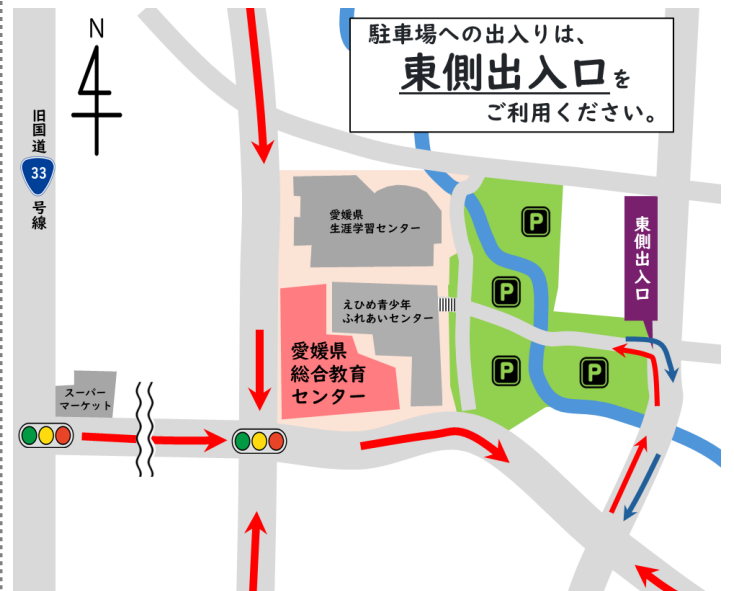 駐車場への出入りは、
東側出入口を
ご利用ください。
N
旧国道
33
号線
愛媛県
生涯学習センター
P
東側出入口
P
えひめ青少年
ふれあいセンター
愛媛県
総合教育
センター
P
P
スーパー
マーケット